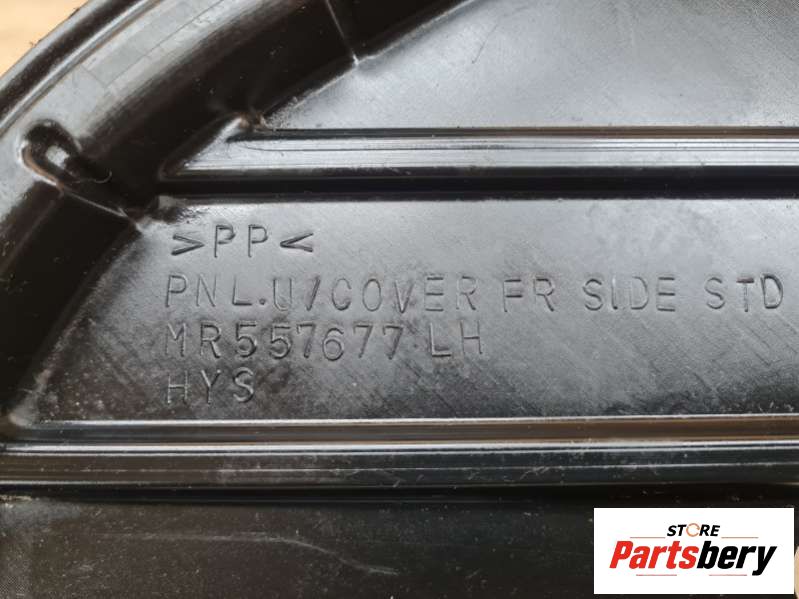 >PP<
PNL.U/COVER FR SIDE STD
MR557677 LH
HYS
STORE
Partsbery